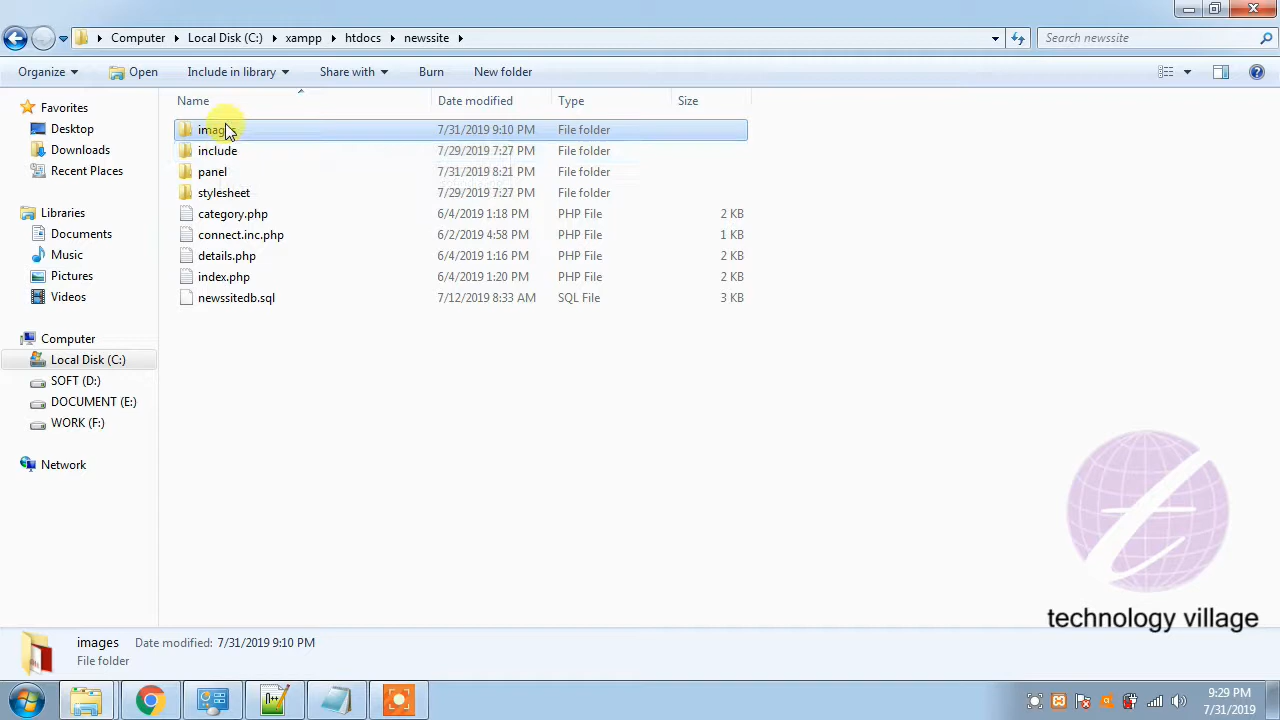 Computer Local Disk (C:) xampp htdocs newssite
Search newssite
Organize Open Include in library Share with Burn New folder
Name Date modified Type Size
Favorites
Desktop
Downloads
Recent Places
Libraries
Documents
Music
Pictures
Videos
Computer
Local Disk (C:)
SOFT (D:)
DOCUMENT (E:)
WORK (F:)
Network
images 7/31/2019 9:10 PM File folder
include 7/29/2019 7:27 PM File folder
panel 7/31/2019 8:21 PM File folder
stylesheet 7/29/2019 7:27 PM File folder
category.php 6/4/2019 1:18 PM PHP File 2 KB
connect.inc.php 6/2/2019 4:58 PM PHP File 1 KB
details.php 6/4/2019 1:16 PM PHP File 2 KB
index.php 6/4/2019 1:20 PM PHP File 2 KB
newssitedb.sql 7/12/2019 8:33 AM SQL File 3 KB
technology village
images Date modified: 7/31/2019 9:10 PM
File folder
9:29 PM
7/31/2019